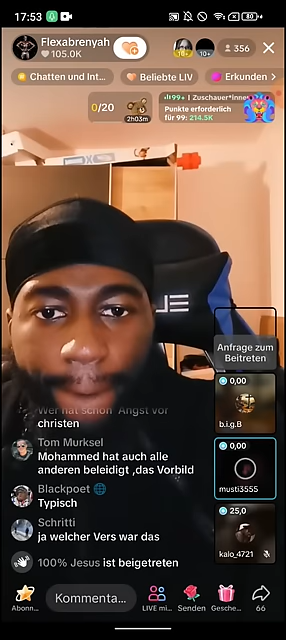 17:53
80
Flexabrenyah
105.0K
10+
356
Chatten und Int...
Beliebte LIV
Erkunden
0/20
2h03m
99+ | Zuschauer*innen
Punkte erforderlich
für 99: 214.5K
Anfrage zum
Beitreten
0,00
b.i.g.B
0,00
musti3555
25,0
kalo_4721
Wer hat schon Angst vor
christen
Tom Murksel
Mohammed hat auch alle
anderen beleidigt ,das Vorbild
Blackpoet
Typisch
Schritti
ja welcher Vers war das
100% Jesus ist beigetreten
Abonn...
Kommenta...
LIVE mi...
Senden
Gesche...
66